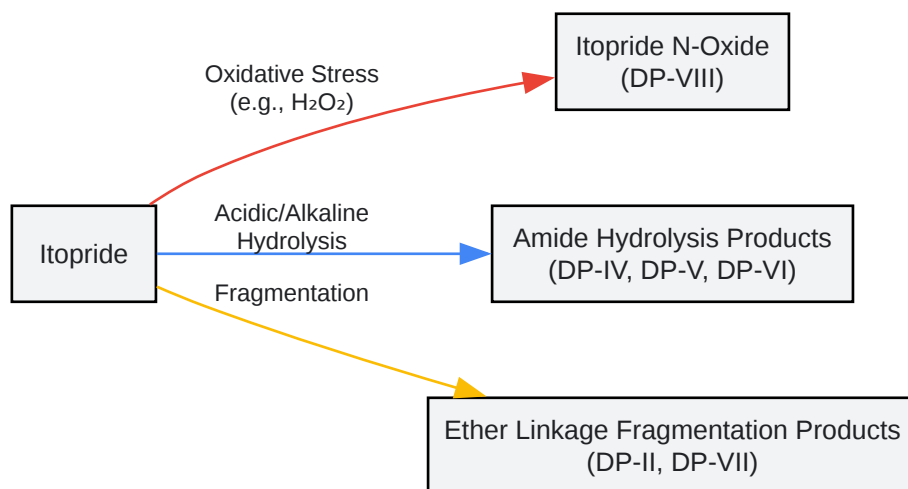 Itopride N-Oxide
(DP-VIII)
Oxidative Stress
(e.g., H₂O₂)
Itopride
Acidic/Alkaline
Hydrolysis
Amide Hydrolysis Products
(DP-IV, DP-V, DP-VI)
Fragmentation
Ether Linkage Fragmentation Products
(DP-II, DP-VII)